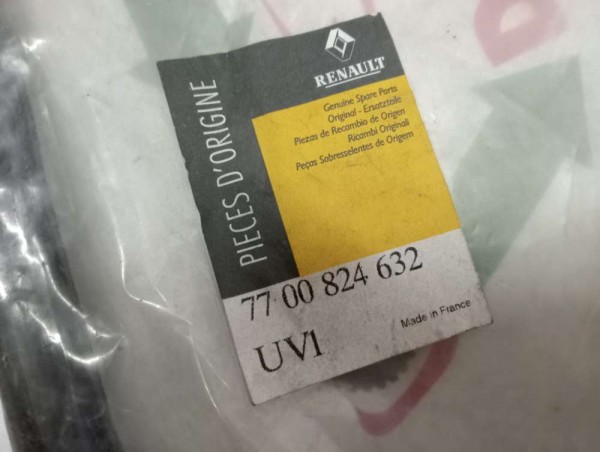 RENAULT
PIECES D'ORIGINE
Genuine Spare Parts
Original - Ersatzteile
Piezas de Recambio de Origen
Ricambi Originali
Peças Sobresselentes de Origem
77 00 824 632
UV1
Made in France